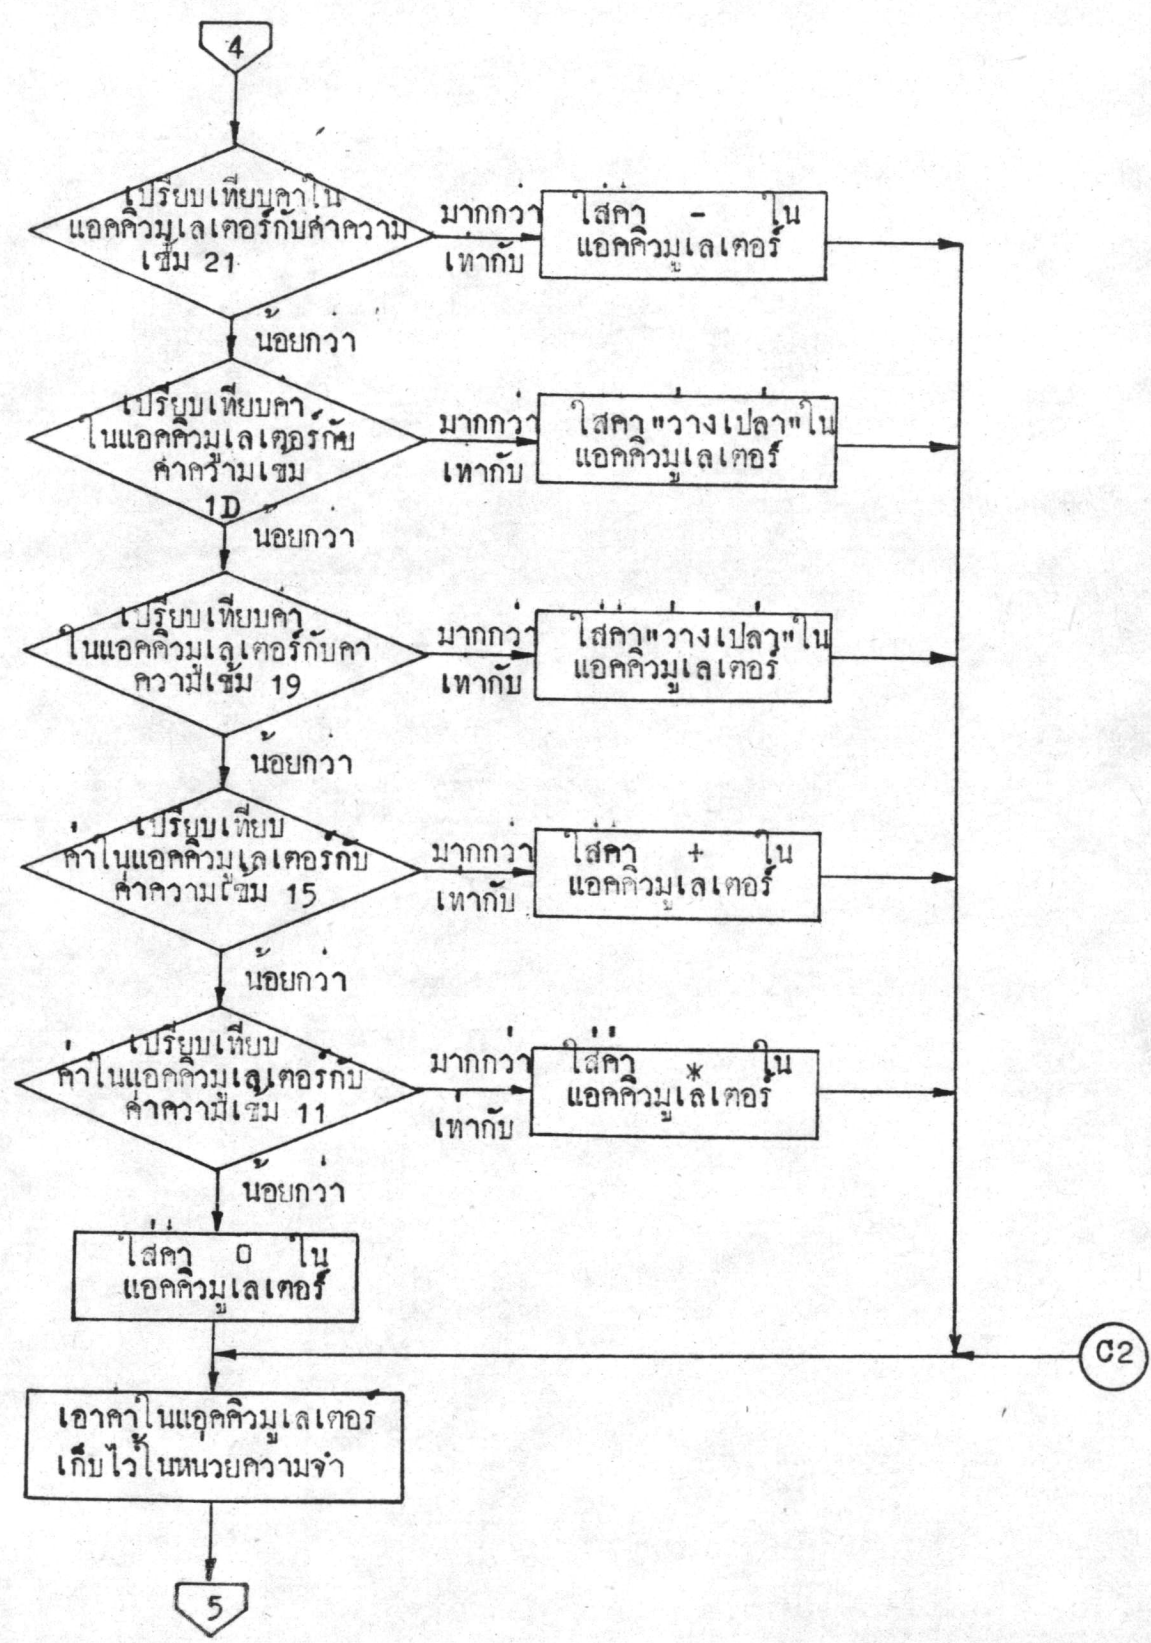 4
เปรียบเทียบค่าใน
แอคคิวมูเลเตอร์กับค่าความ
เข้ม 21
มากกว่า
เท่ากับ
ใส่ค่า - ใน
แอคคิวมูเลเตอร์
น้อยกว่า
เปรียบเทียบค่า
ในแอคคิวมูเลเตอร์กับ
ค่าความเข้ม
1D
มากกว่า
เท่ากับ
ใส่ค่า "ว่างเปล่า" ใน
แอคคิวมูเลเตอร์
น้อยกว่า
เปรียบเทียบค่า
ในแอคคิวมูเลเตอร์กับค่า
ความเข้ม 19
มากกว่า
เท่ากับ
ใส่ค่า "ว่างเปล่า" ใน
แอคคิวมูเลเตอร์
น้อยกว่า
เปรียบเทียบ
ค่าในแอคคิวมูเลเตอร์กับ
ค่าความเข้ม 15
มากกว่า
เท่ากับ
ใส่ค่า + ใน
แอคคิวมูเลเตอร์
น้อยกว่า
เปรียบเทียบ
ค่าในแอคคิวมูเลเตอร์กับ
ค่าความเข้ม 11
มากกว่า
เท่ากับ
ใส่ค่า * ใน
แอคคิวมูเลเตอร์
น้อยกว่า
ใส่ค่า 0 ใน
แอคคิวมูเลเตอร์
C2
เอาค่าในแอคคิวมูเลเตอร์
เก็บไว้ในหน่วยความจำ
5